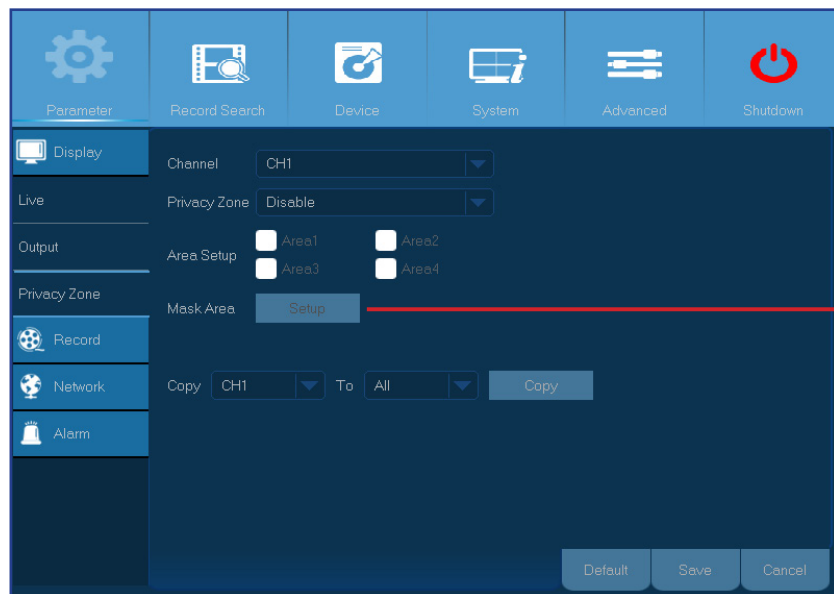 Parameter
Record Search
Device
System
Advanced
Shutdown
Display
Live
Output
Privacy Zone
Record
Network
Alarm
Channel CH1
Privacy Zone Disable
Area Setup Area1 Area2
Area3 Area4
Mask Area Setup
Copy CH1 To All Copy
Default Save Cancel